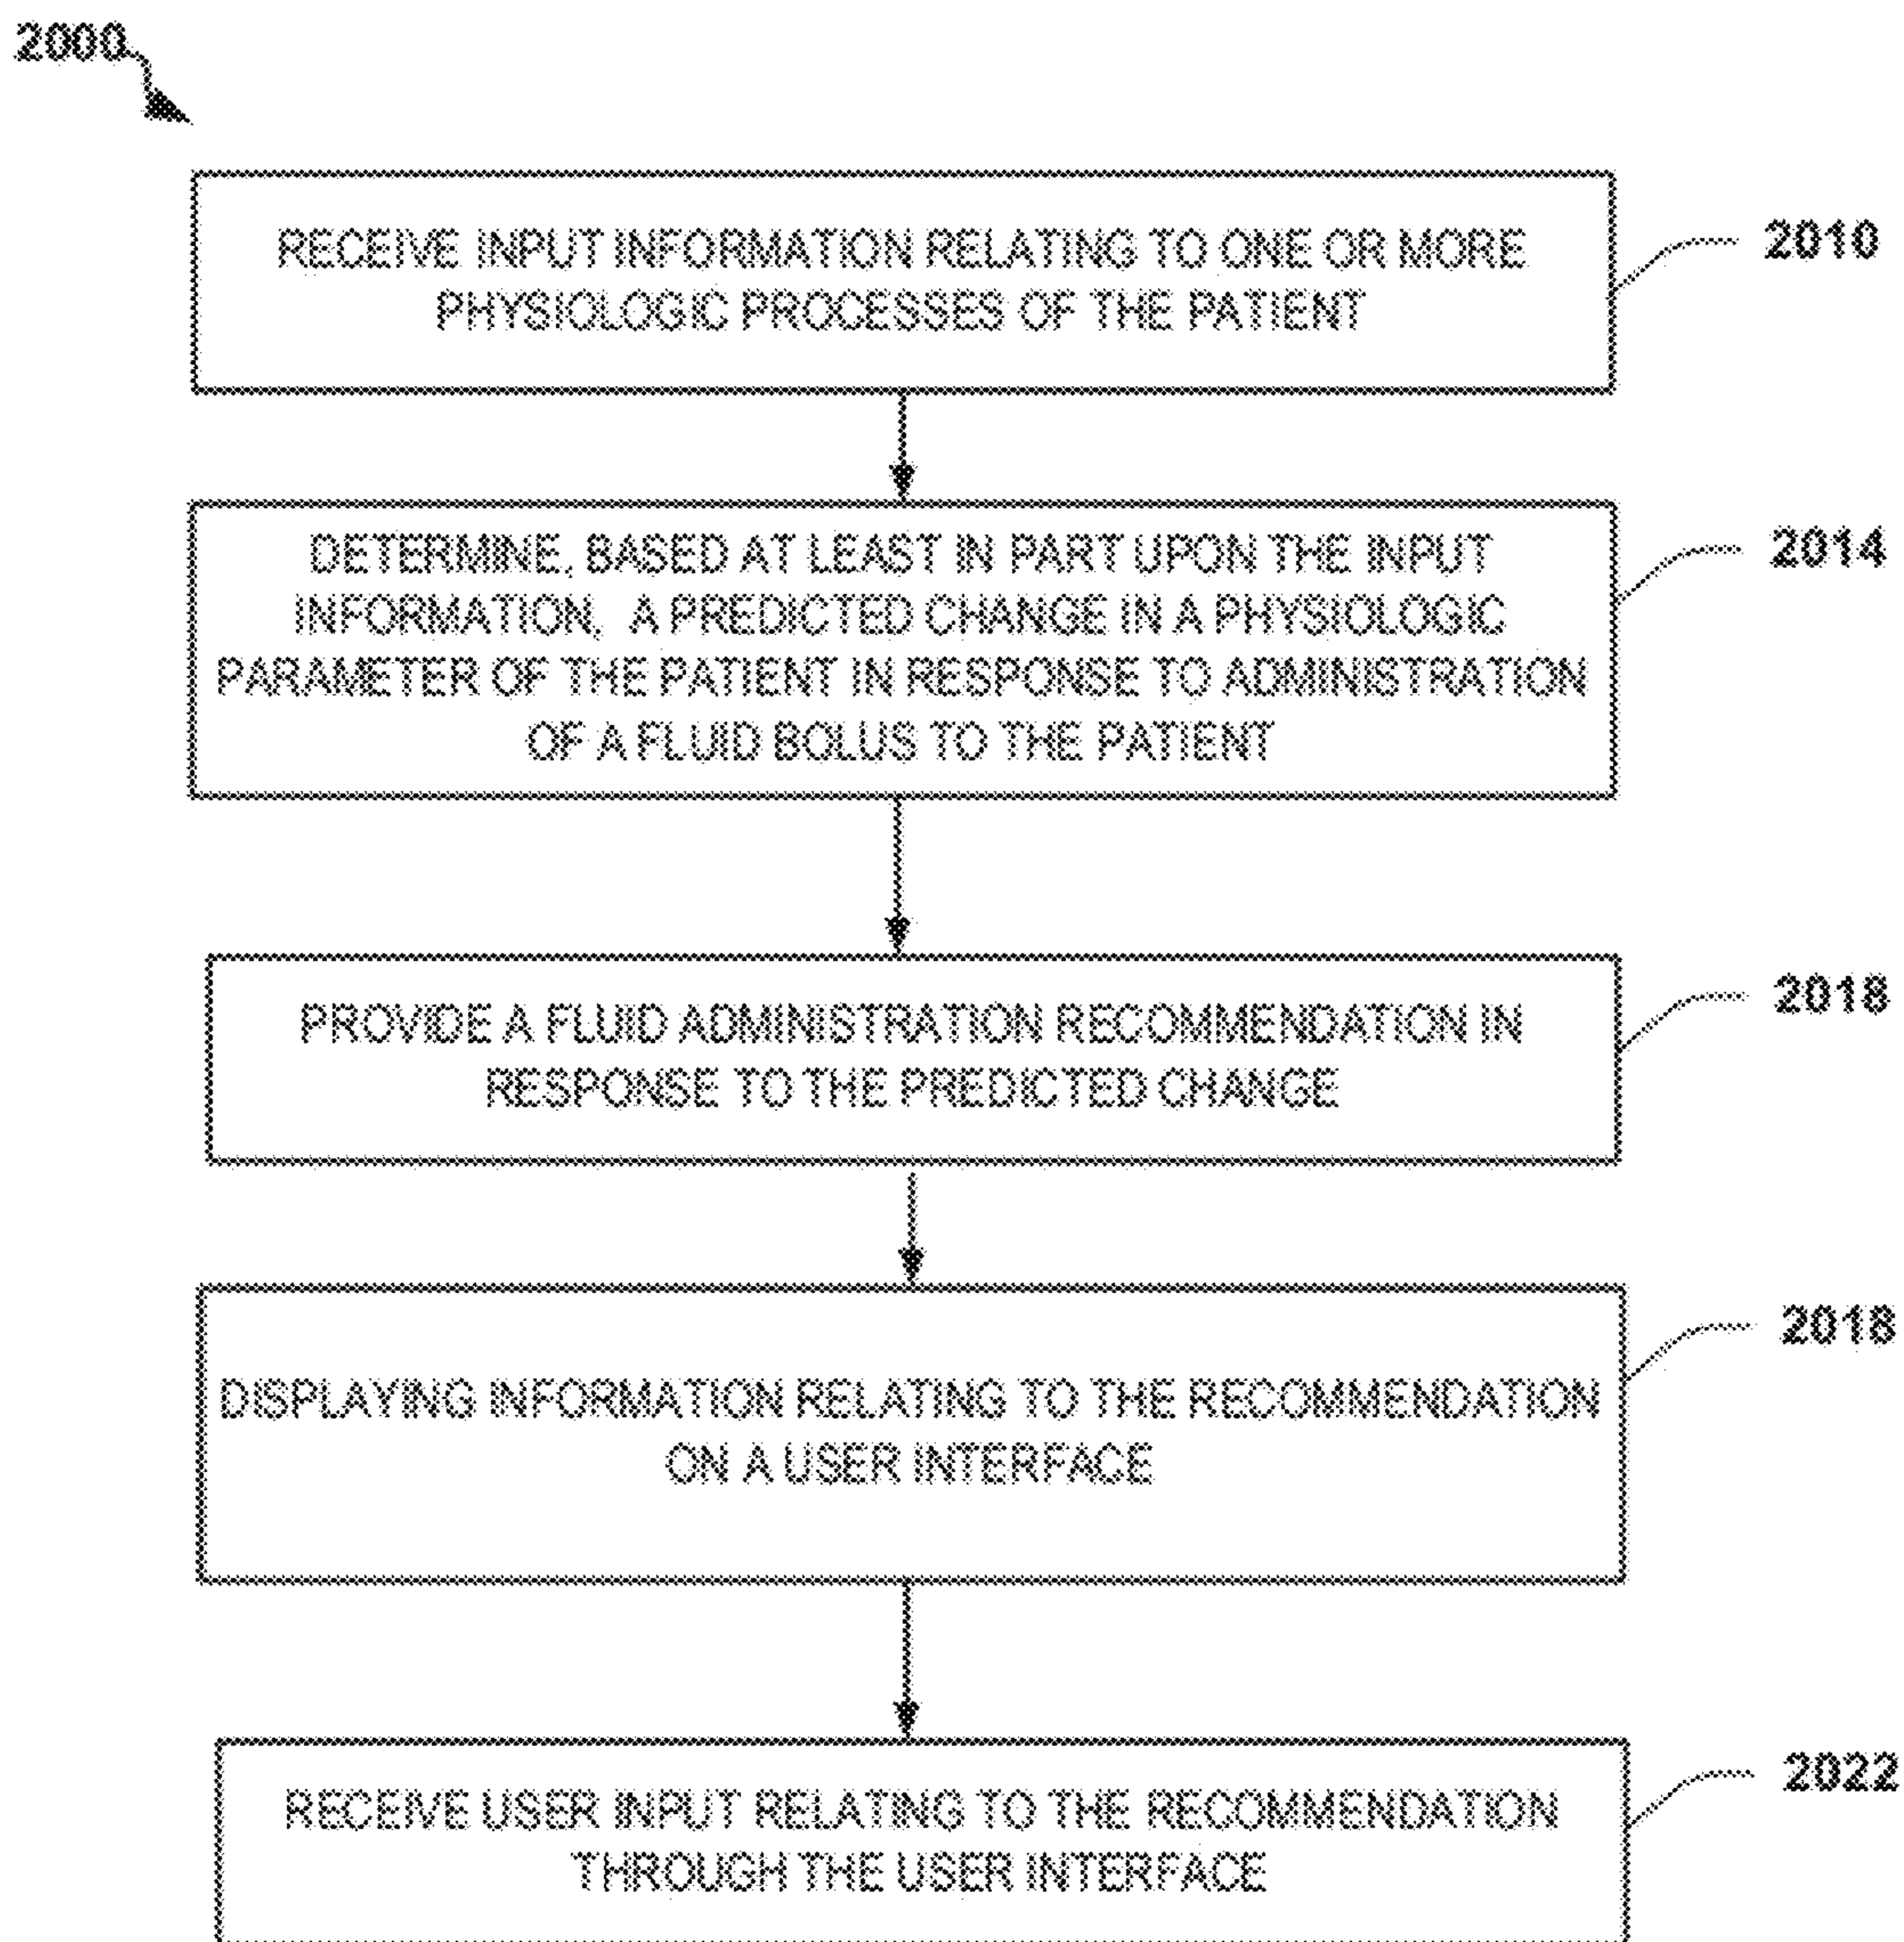 2000
RECEIVE INPUT INFORMATION RELATING TO ONE OR MORE
PHYSIOLOGIC PROCESSES OF THE PATIENT
2010
DETERMINE, BASED AT LEAST IN PART UPON THE INPUT
INFORMATION, A PREDICTED CHANGE IN A PHYSIOLOGIC
PARAMETER OF THE PATIENT IN RESPONSE TO ADMINISTRATION
OF A FLUID BOLUS TO THE PATIENT
2014
PROVIDE A FLUID ADMINISTRATION RECOMMENDATION IN
RESPONSE TO THE PREDICTED CHANGE
2018
DISPLAYING INFORMATION RELATING TO THE RECOMMENDATION
ON A USER INTERFACE
2018
RECEIVE USER INPUT RELATING TO THE RECOMMENDATION
THROUGH THE USER INTERFACE
2022